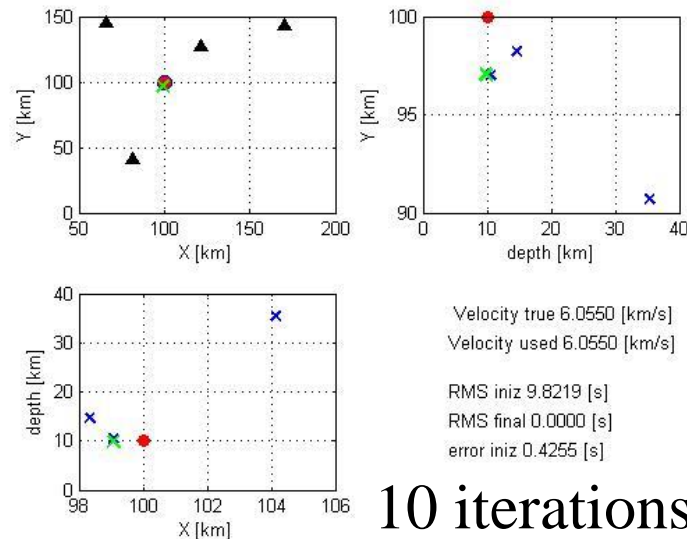 150
100
50
0
Y [km]
50 100 150 200
X [km]
100
95
90
Y [km]
0 10 20 30 40
depth [km]
40
30
20
10
0
depth [km]
98 100 102 104 106
X [km]
Velocity true 6.0550 [km/s]
Velocity used 6.0550 [km/s]
RMS iniz 9.8219 [s]
RMS final 0.0000 [s]
error iniz 0.4255 [s]
10 iterations